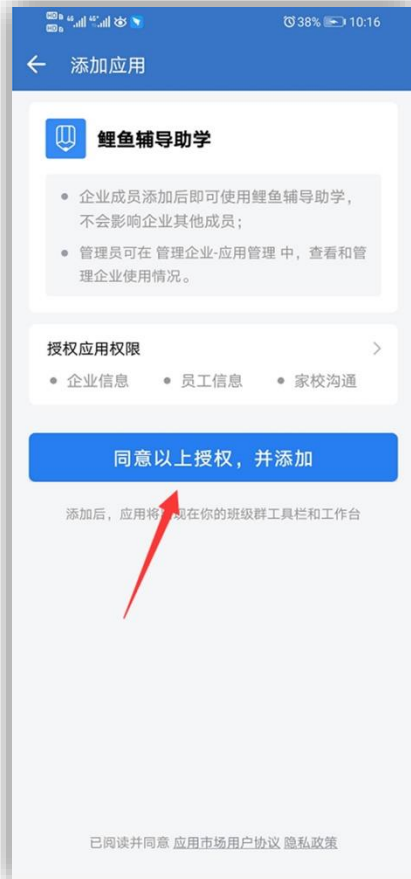 38% 10:16
添加应用
鲤鱼辅导助学
企业成员添加后即可使用鲤鱼辅导助学，
不会影响企业其他成员；
管理员可在 管理企业-应用管理 中，查看和管
理企业使用情况。
授权应用权限
企业信息 员工信息 家校沟通
同意以上授权，并添加
添加后，应用将 现在你的班级群工具栏和工作台
已阅读并同意 应用市场用户协议 隐私政策